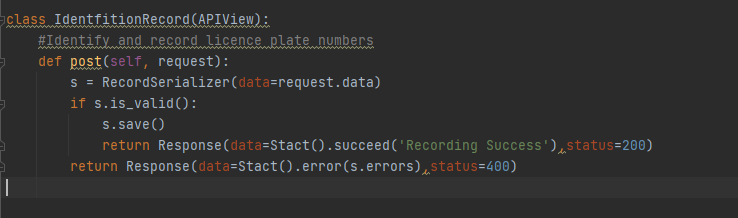 class IdentfitionRecord(APIView):
    #Identify and record licence plate numbers
    def post(self, request):
        s = RecordSerializer(data=request.data)
        if s.is_valid():
            s.save()
            return Response(data=Stact().succeed('Recording Success'),status=200)
        return Response(data=Stact().error(s.errors),status=400)